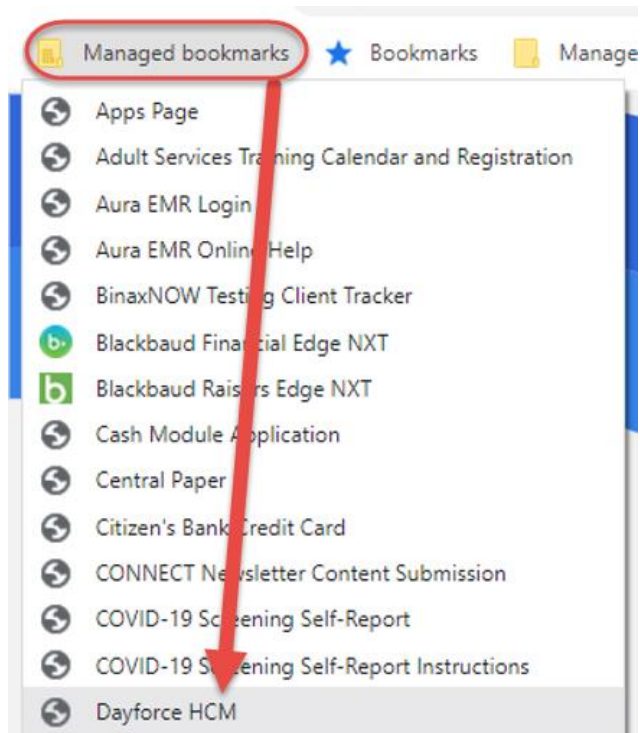 Managed bookmarks Bookmarks Manage
Apps Page
Adult Services Training Calendar and Registration
Aura EMR Login
Aura EMR Online Help
BinaxNOW Testing Client Tracker
Blackbaud Financial Edge NXT
Blackbaud Raisers Edge NXT
Cash Module Application
Central Paper
Citizen's Bank Credit Card
CONNECT Newsletter Content Submission
COVID-19 Screening Self-Report
COVID-19 Screening Self-Report Instructions
Dayforce HCM